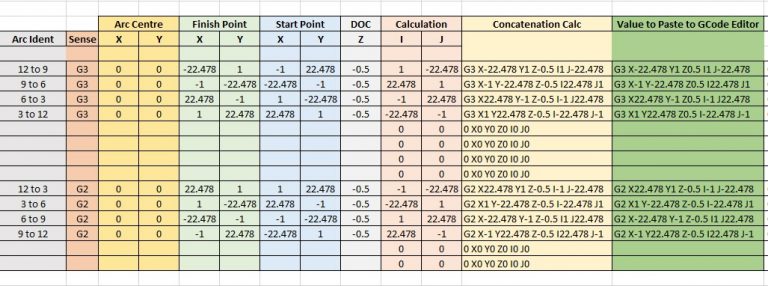 Arc Centre Finish Point Start Point DOC Calculation Concatenation Calc Value to Paste to GCode Editor
Arc Ident Sense X Y X Y X Y Z I J
12 to 9 G3 0 0 -22.478 1 -1 22.478 -0.5 1 -22.478 G3 X-22.478 Y1 Z-0.5 I1 J-22.478 G3 X-22.478 Y1 Z0.5 I1 J-22.478
9 to 6 G3 0 0 -1 -22.478 -22.478 -1 -0.5 22.478 1 G3 X-1 Y-22.478 Z-0.5 I22.478 J1 G3 X-1 Y-22.478 Z0.5 I22.478 J1
6 to 3 G3 0 0 22.478 -1 1 -22.478 -0.5 -1 22.478 G3 X22.478 Y-1 Z-0.5 I-1 J22.478 G3 X22.478 Y-1 Z0.5 I-1 J22.478
3 to 12 G3 0 0 1 22.478 22.478 1 -0.5 -22.478 -1 G3 X1 Y22.478 Z-0.5 I-22.478 J-1 G3 X1 Y22.478 Z0.5 I-22.478 J-1
0 0 0 X0 Y0 Z0 I0 J0
0 0 0 X0 Y0 Z0 I0 J0
0 0 0 X0 Y0 Z0 I0 J0
0 0 0 X0 Y0 Z0 I0 J0
12 to 3 G2 0 0 22.478 1 1 22.478 -0.5 -1 -22.478 G2 X22.478 Y1 Z-0.5 I-1 J-22.478 G2 X22.478 Y1 Z-0.5 I-1 J-22.478
3 to 6 G2 0 0 1 -22.478 22.478 -1 -0.5 -22.478 1 G2 X1 Y-22.478 Z-0.5 I-22.478 J1 G2 X1 Y-22.478 Z-0.5 I-22.478 J1
6 to 9 G2 0 0 -22.478 -1 -1 -22.478 -0.5 1 22.478 G2 X-22.478 Y-1 Z-0.5 I1 J22.478 G2 X-22.478 Y-1 Z-0.5 I1 J22.478
9 to 12 G2 0 0 -1 22.478 -22.478 1 -0.5 22.478 -1 G2 X-1 Y22.478 Z-0.5 I22.478 J-1 G2 X-1 Y22.478 Z-0.5 I22.478 J-1
0 0 0 X0 Y0 Z0 I0 J0
0 0 0 X0 Y0 Z0 I0 J0